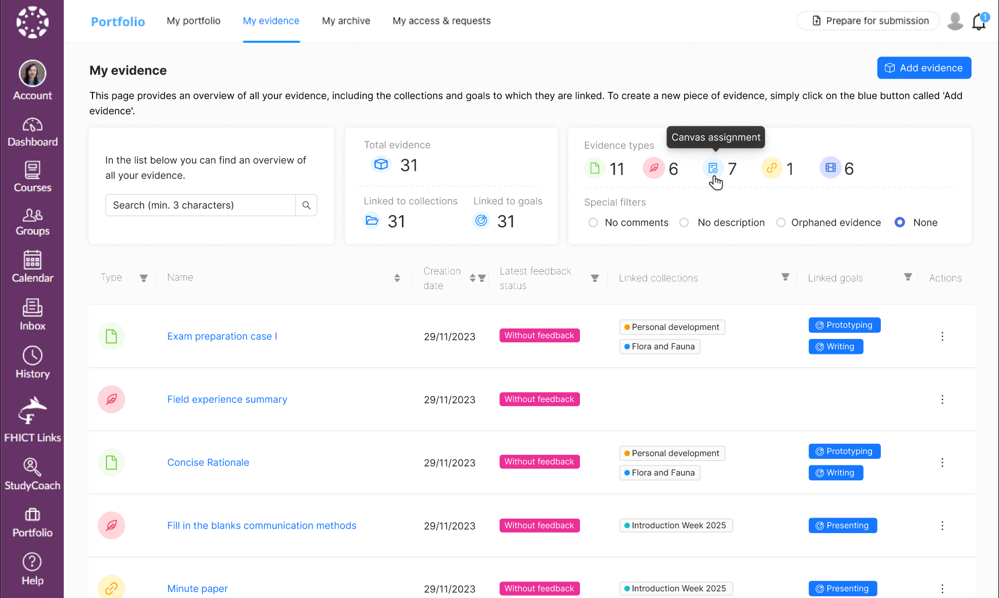 Account
Dashboard
Courses
Groups
Calendar
Inbox
History
FHICT Links
StudyCoach
Portfolio
Help
Portfolio
My portfolio
My evidence
My archive
My access & requests
Prepare for submission
1
My evidence
Add evidence
This page provides an overview of all your evidence, including the collections and goals to which they are linked. To create a new piece of evidence, simply click on the blue button called 'Add
evidence'.
In the list below you can find an overview of
all your evidence.
Search (min. 3 characters)
Total evidence
31
Linked to collections
31
Linked to goals
31
Evidence types
Canvas assignment
11
6
7
1
6
Special filters
No comments
No description
Orphaned evidence
None
Type
Name
Creation
date
Latest feedback
status
Linked collections
Linked goals
Actions
Exam preparation case I
29/11/2023
Without feedback
Personal development
Flora and Fauna
Prototyping
Writing
Field experience summary
29/11/2023
Without feedback
Concise Rationale
29/11/2023
Without feedback
Personal development
Flora and Fauna
Prototyping
Writing
Fill in the blanks communication methods
29/11/2023
Without feedback
Introduction Week 2025
Presenting
Minute paper
29/11/2023
Without feedback
Introduction Week 2025
Presenting